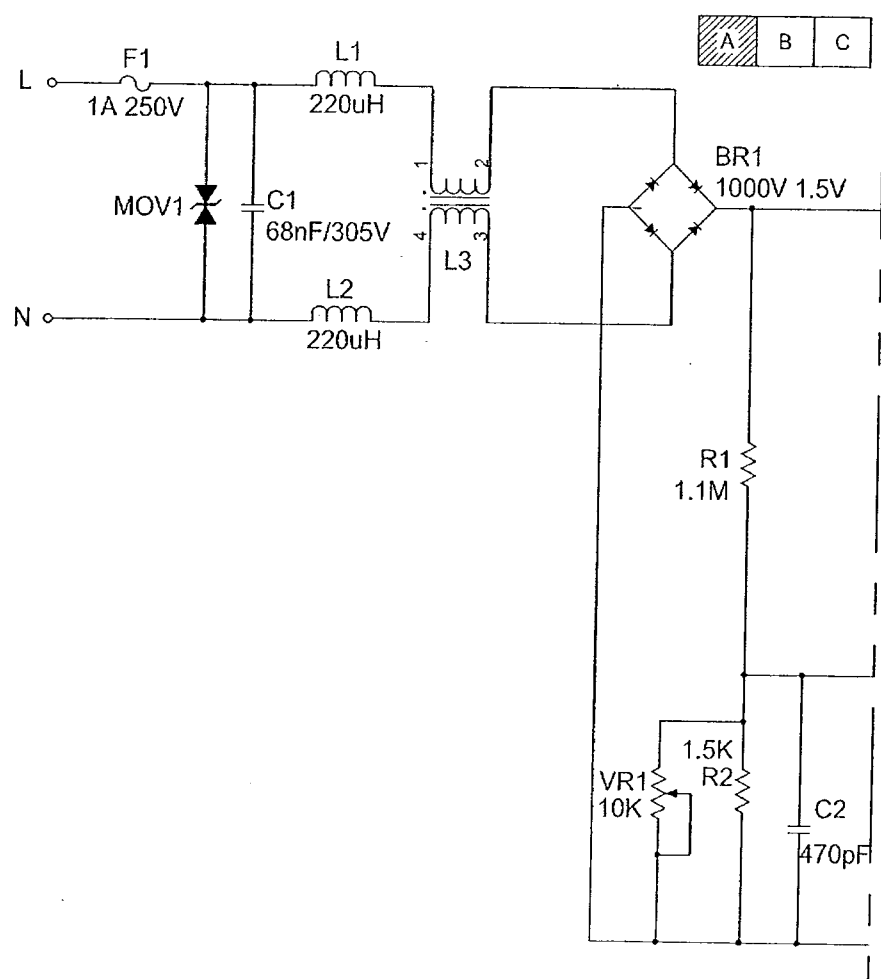 A B C
F1
L
1A 250V
L1
220uH
1
2
BR1
1000V 1.5V
MOV1
C1
68nF/305V
4
3
L3
N
L2
220uH
R1
1.1M
1.5K
R2
VR1
10K
C2
470pF